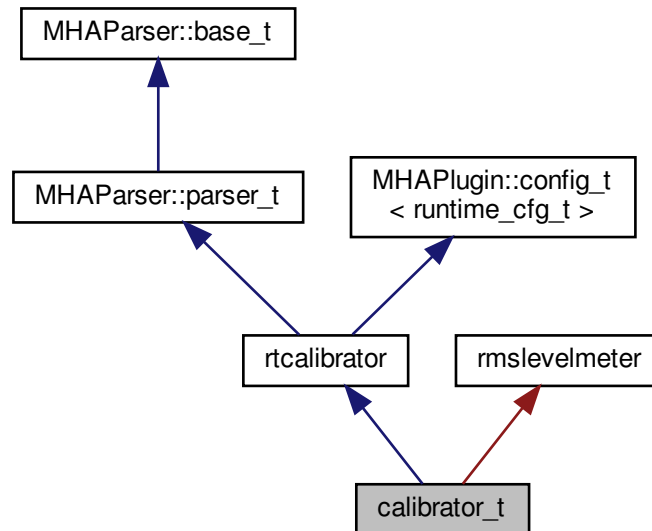 MHAParser::base_t
MHAParser::parser_t
MHAPlugin::config_t
< runtime_cfg_t >
rtcalibrator
rmslevelmeter
calibrator_t